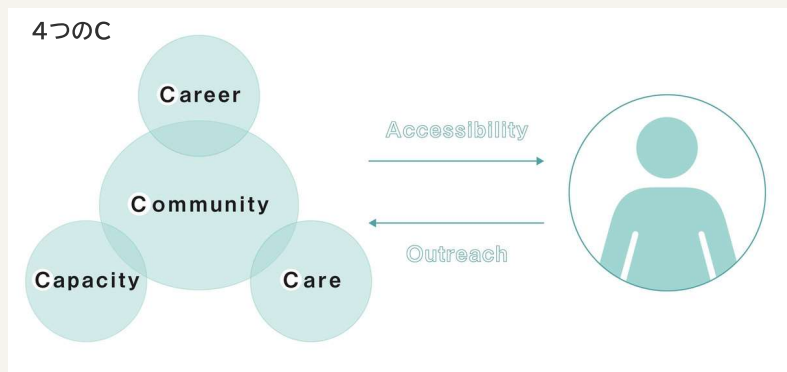 4つのC
Career
Community
Capacity
Care
Accessibility
Outreach